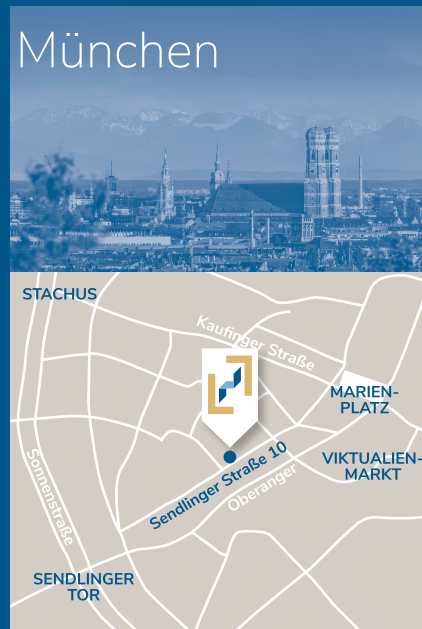 München
STACHUS
Kaufinger Straße
MARIEN-
PLATZ
Sendlinger Straße 10
VIKTUALIEN-
MARKT
Oberanger
Sonnenstraße
SENDLINGER
TOR